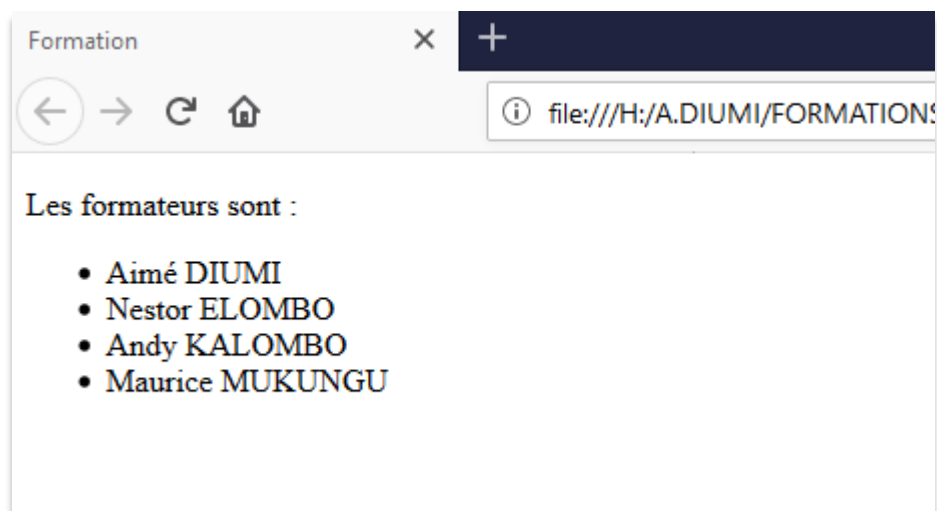 Formation
file:///H:/A.DIUMI/FORMATIONS
Les formateurs sont :
• Aimé DIUMI
• Nestor ELOMBO
• Andy KALOMBO
• Maurice MUKUNGU